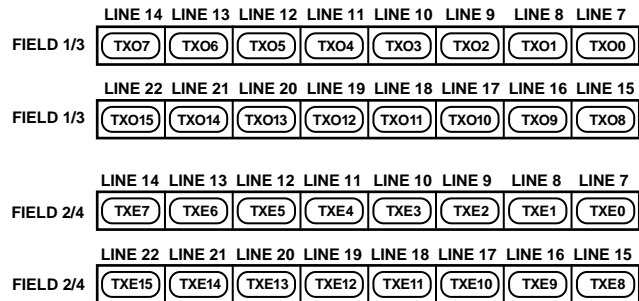 LINE 14 LINE 13 LINE 12 LINE 11 LINE 10 LINE 9 LINE 8 LINE 7
FIELD 1/3 TXO7 TXO6 TXO5 TXO4 TXO3 TXO2 TXO1 TXO0
LINE 22 LINE 21 LINE 20 LINE 19 LINE 18 LINE 17 LINE 16 LINE 15
FIELD 1/3 TXO15 TXO14 TXO13 TXO12 TXO11 TXO10 TXO9 TXO8
LINE 14 LINE 13 LINE 12 LINE 11 LINE 10 LINE 9 LINE 8 LINE 7
FIELD 2/4 TXE7 TXE6 TXE5 TXE4 TXE3 TXE2 TXE1 TXE0
LINE 22 LINE 21 LINE 20 LINE 19 LINE 18 LINE 17 LINE 16 LINE 15
FIELD 2/4 TXE15 TXE14 TXE13 TXE12 TXE11 TXE10 TXE9 TXE8